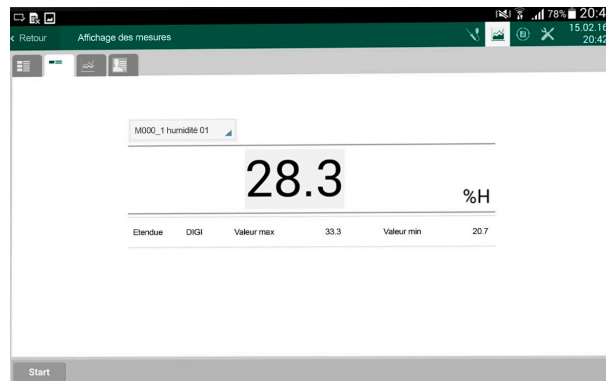 78% 20:4
Retour Affichage des mesures 15.02.16
20:42
M000_1 humidité 01
28.3
%H
Etendue DIGI Valeur max 33.3 Valeur min 20.7
Start